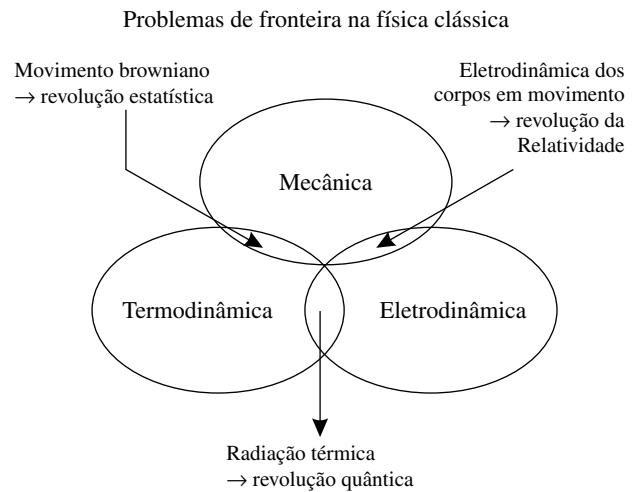 Problemas de fronteira na física clássica
Movimento browniano
→ revolução estatística
Eletrodinâmica dos
corpos em movimento
→ revolução da
Relatividade
Mecânica
Termodinâmica
Eletrodinâmica
Radiação térmica
→ revolução quântica